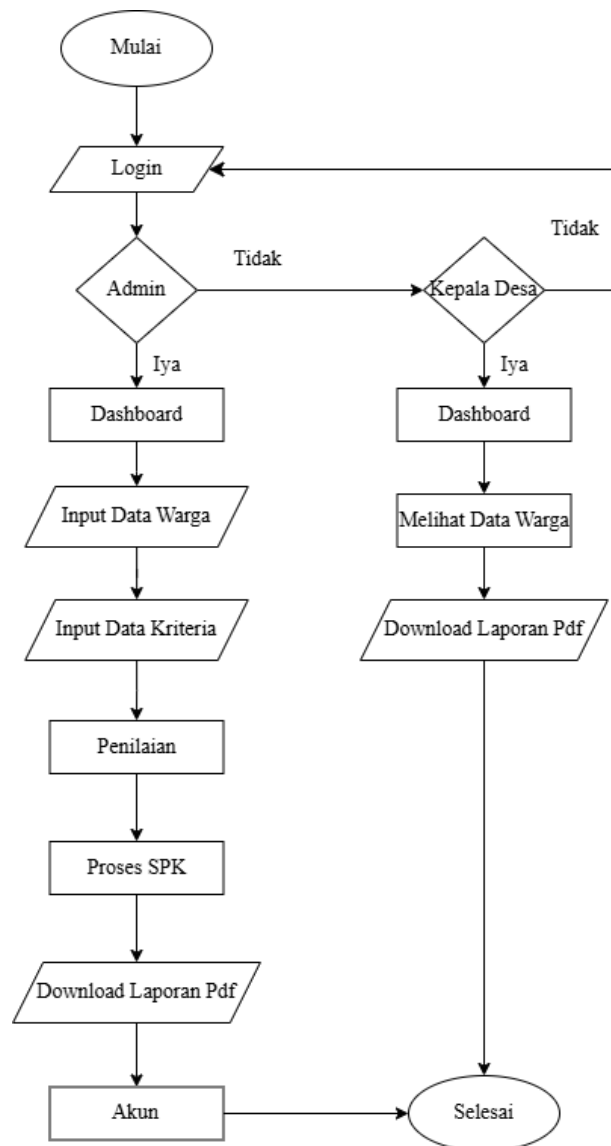 Mulai
Login
Tidak
Tidak
Admin
Kepala Desa
Iya
Iya
Dashboard
Dashboard
Input Data Warga
Melihat Data Warga
Input Data Kriteria
Download Laporan Pdf
Penilaian
Proses SPK
Download Laporan Pdf
Akun
Selesai